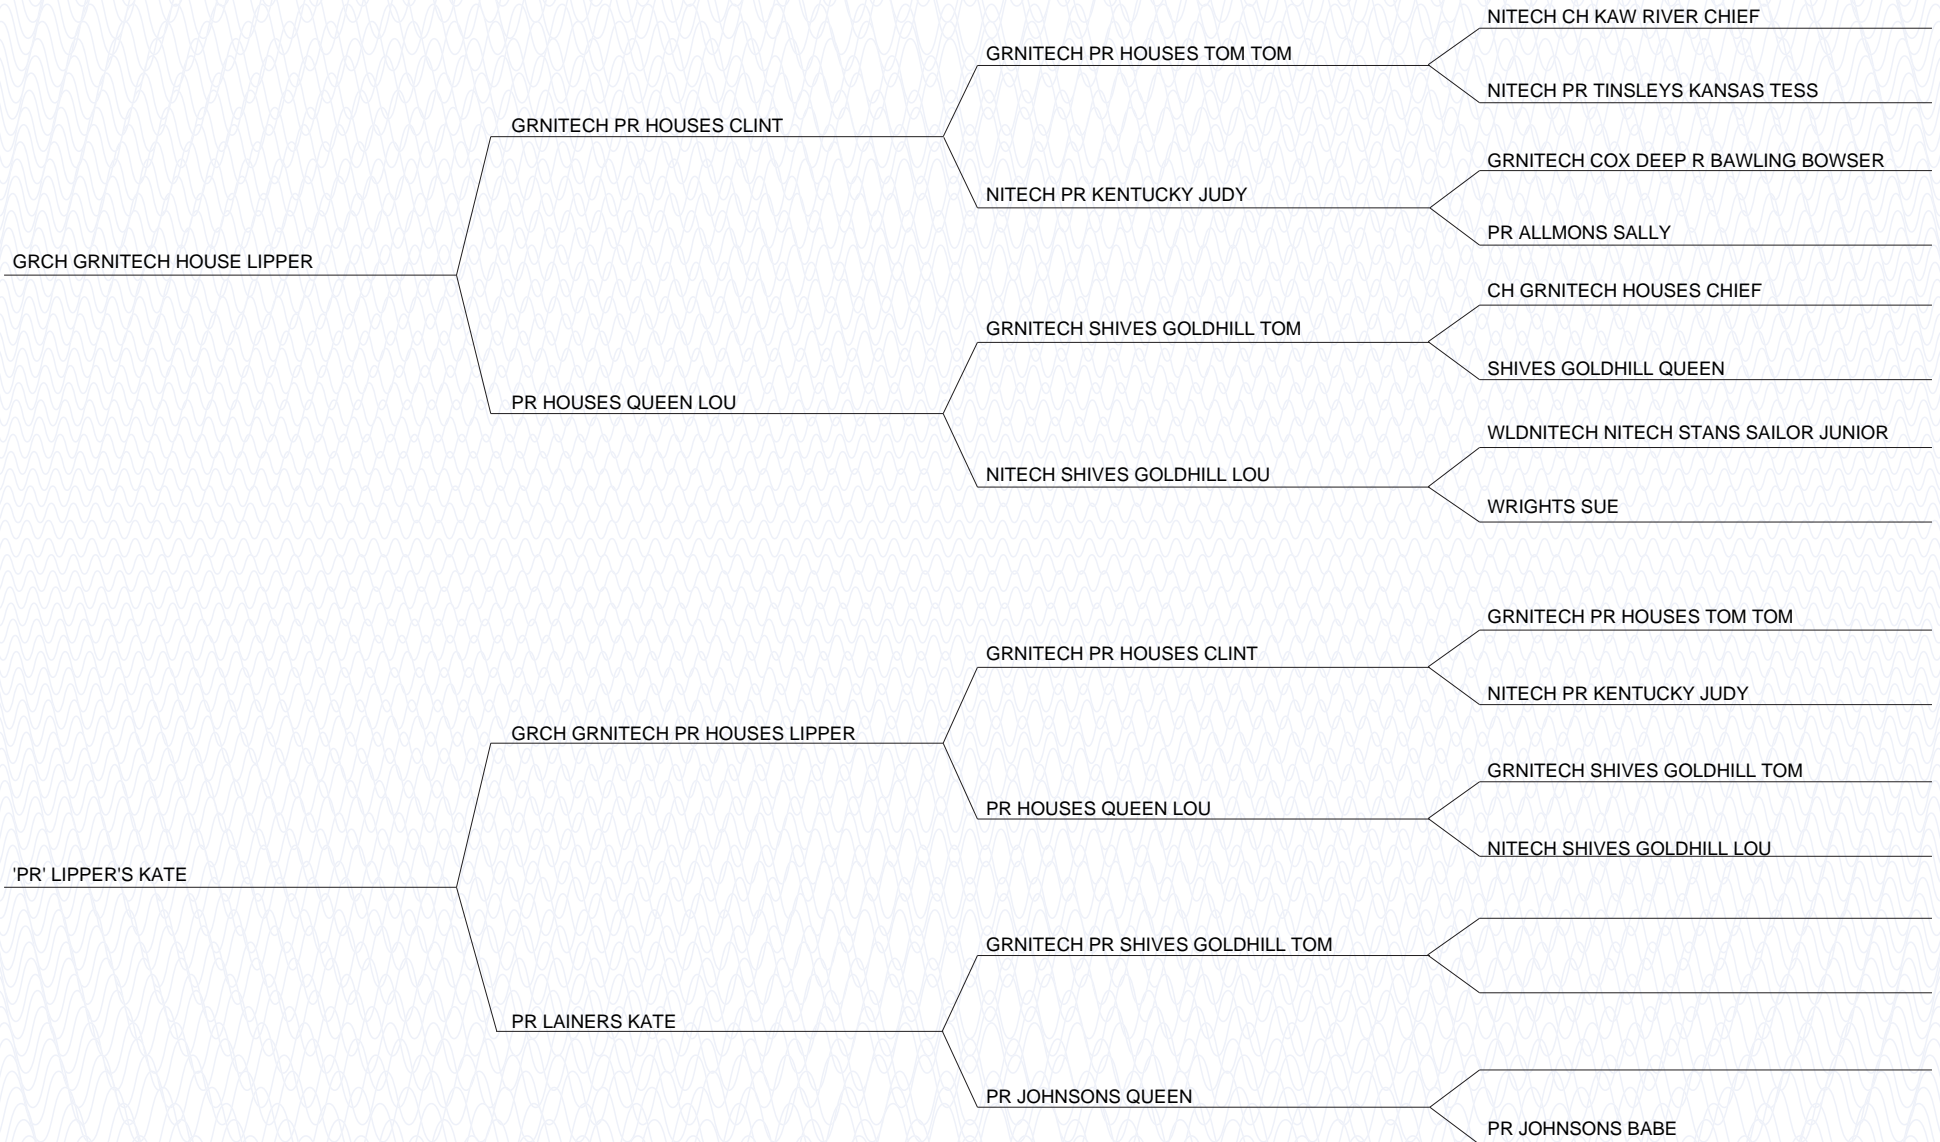 NITECH CH KAW RIVER CHIEF
GRNITECH PR HOUSES TOM TOM
NITECH PR TINSLEYS KANSAS TESS
GRNITECH PR HOUSES CLINT
GRNITECH COX DEEP R BAWLING BOWSER
NITECH PR KENTUCKY JUDY
PR ALLMONS SALLY
GRCH GRNITECH HOUSE LIPPER
CH GRNITECH HOUSES CHIEF
GRNITECH SHIVES GOLDHILL TOM
SHIVES GOLDHILL QUEEN
PR HOUSES QUEEN LOU
WLDNITECH NITECH STANS SAILOR JUNIOR
NITECH SHIVES GOLDHILL LOU
WRIGHTS SUE
GRNITECH PR HOUSES TOM TOM
GRNITECH PR HOUSES CLINT
NITECH PR KENTUCKY JUDY
GRCH GRNITECH PR HOUSES LIPPER
GRNITECH SHIVES GOLDHILL TOM
PR HOUSES QUEEN LOU
NITECH SHIVES GOLDHILL LOU
'PR' LIPPER'S KATE
GRNITECH PR SHIVES GOLDHILL TOM
PR LAINERS KATE
PR JOHNSONS QUEEN
PR JOHNSONS BABE